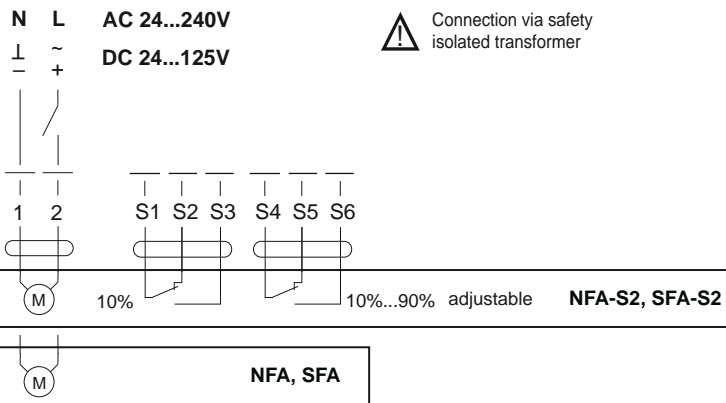 N L AC 24...240V
⊥ ~ DC 24...125V
– +
Connection via safety
isolated transformer
1 2 S1 S2 S3 S4 S5 S6
M 10% 10%...90% adjustable NFA-S2, SFA-S2
M NFA, SFA